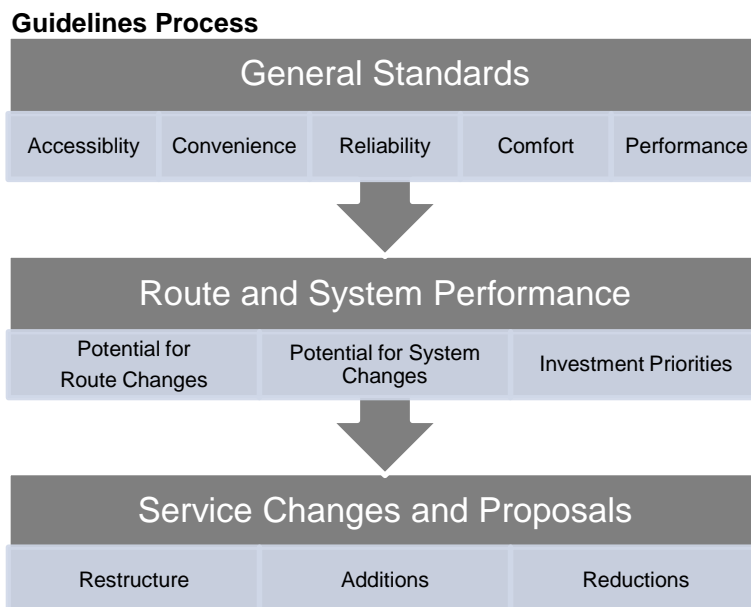 Guidelines Process
General Standards
Accessiblity
Convenience
Reliability
Comfort
Performance
Route and System Performance
Potential for
Route Changes
Potential for System
Changes
Investment Priorities
Service Changes and Proposals
Restructure
Additions
Reductions